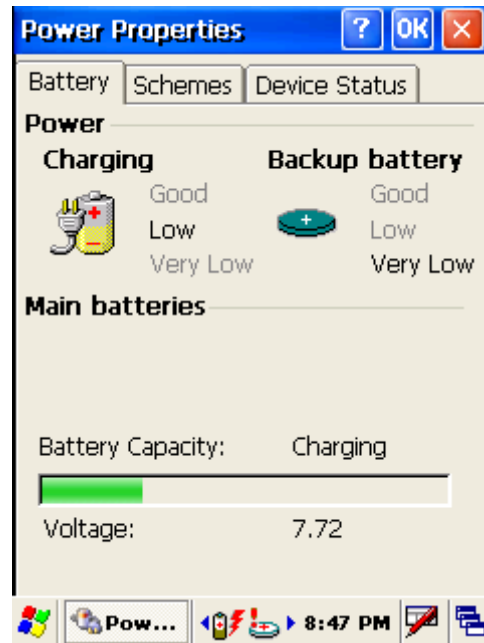 Power Properties ? OK
Battery Schemes Device Status
Power
Charging Backup battery
Good Good
Low Low
Very Low Very Low
Main batteries
Battery Capacity: Charging
Voltage: 7.72
Pow... 8:47 PM